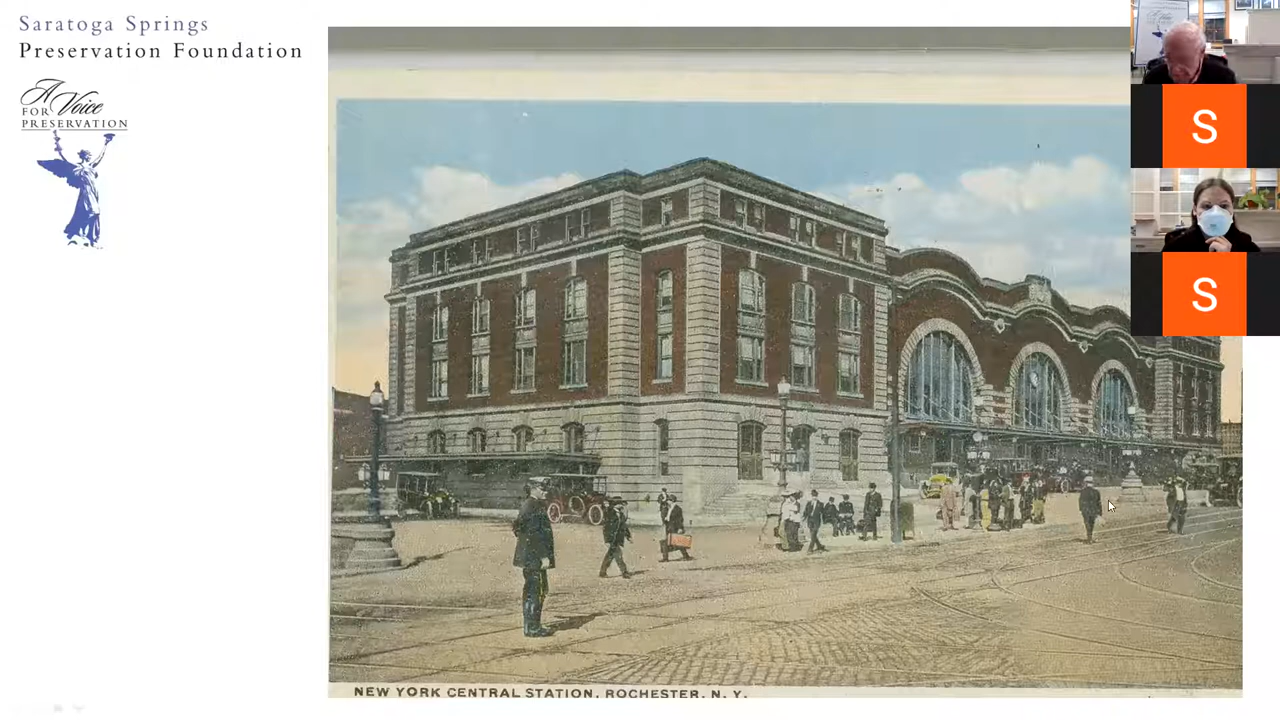 Saratoga Springs
Preservation Foundation
A Voice
FOR
PRESERVATION
NEW YORK CENTRAL STATION, ROCHESTER, N. Y.
S
S